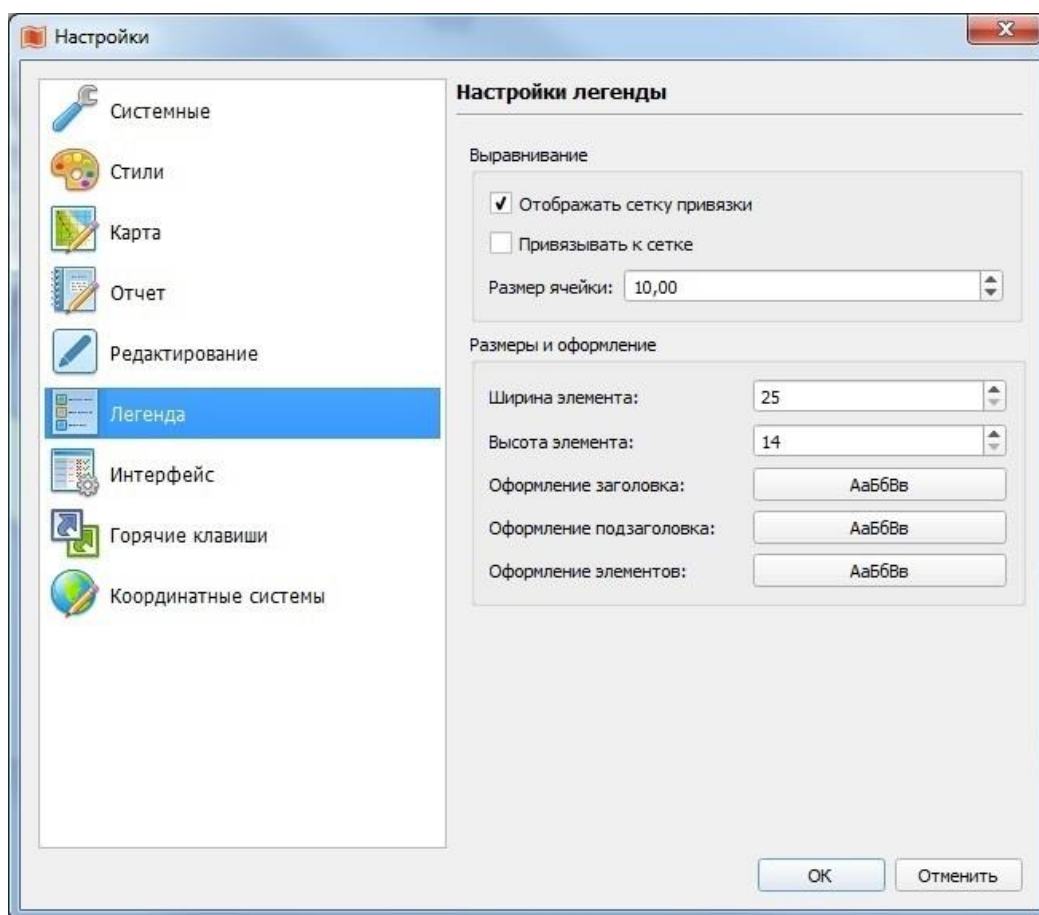 Настройки
Системные
Стили
Карта
Отчет
Редактирование
Легенда
Интерфейс
Горячие клавиши
Координатные системы
Настройки легенды
Выравнивание
Отображать сетку привязки
Привязывать к сетке
Размер ячейки: 10,00
Размеры и оформление
Ширина элемента: 25
Высота элемента: 14
Оформление заголовка: АаБбВв
Оформление подзаголовка: АаБбВв
Оформление элементов: АаБбВв
OK Отменить